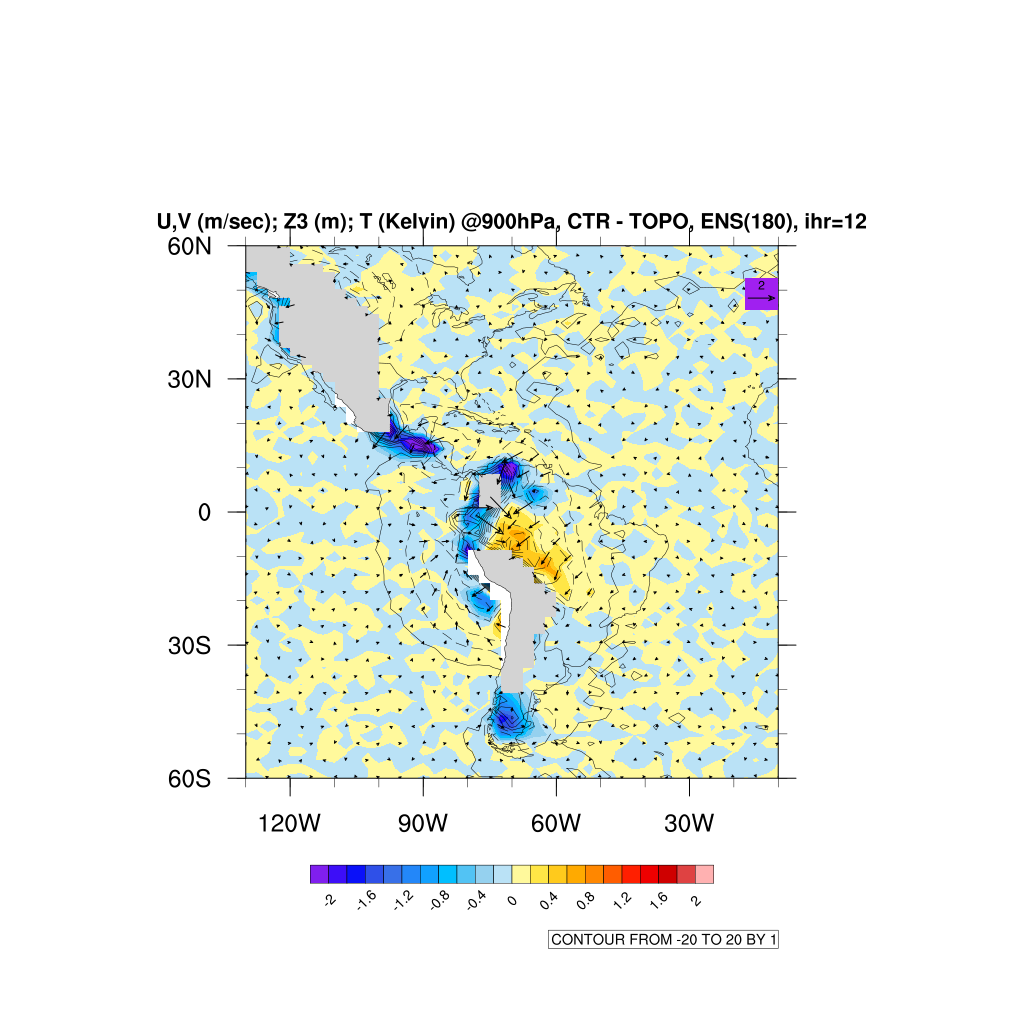 U,V (m/sec); Z3 (m); T (Kelvin) @900hPa, CTR - TOPO, ENS(180), ihr=12
60N
2
30N
0
30S
60S
120W 90W 60W 30W
-2 -1.6 -1.2 -0.8 -0.4 0 0.4 0.8 1.2 1.6 2
CONTOUR FROM -20 TO 20 BY 1